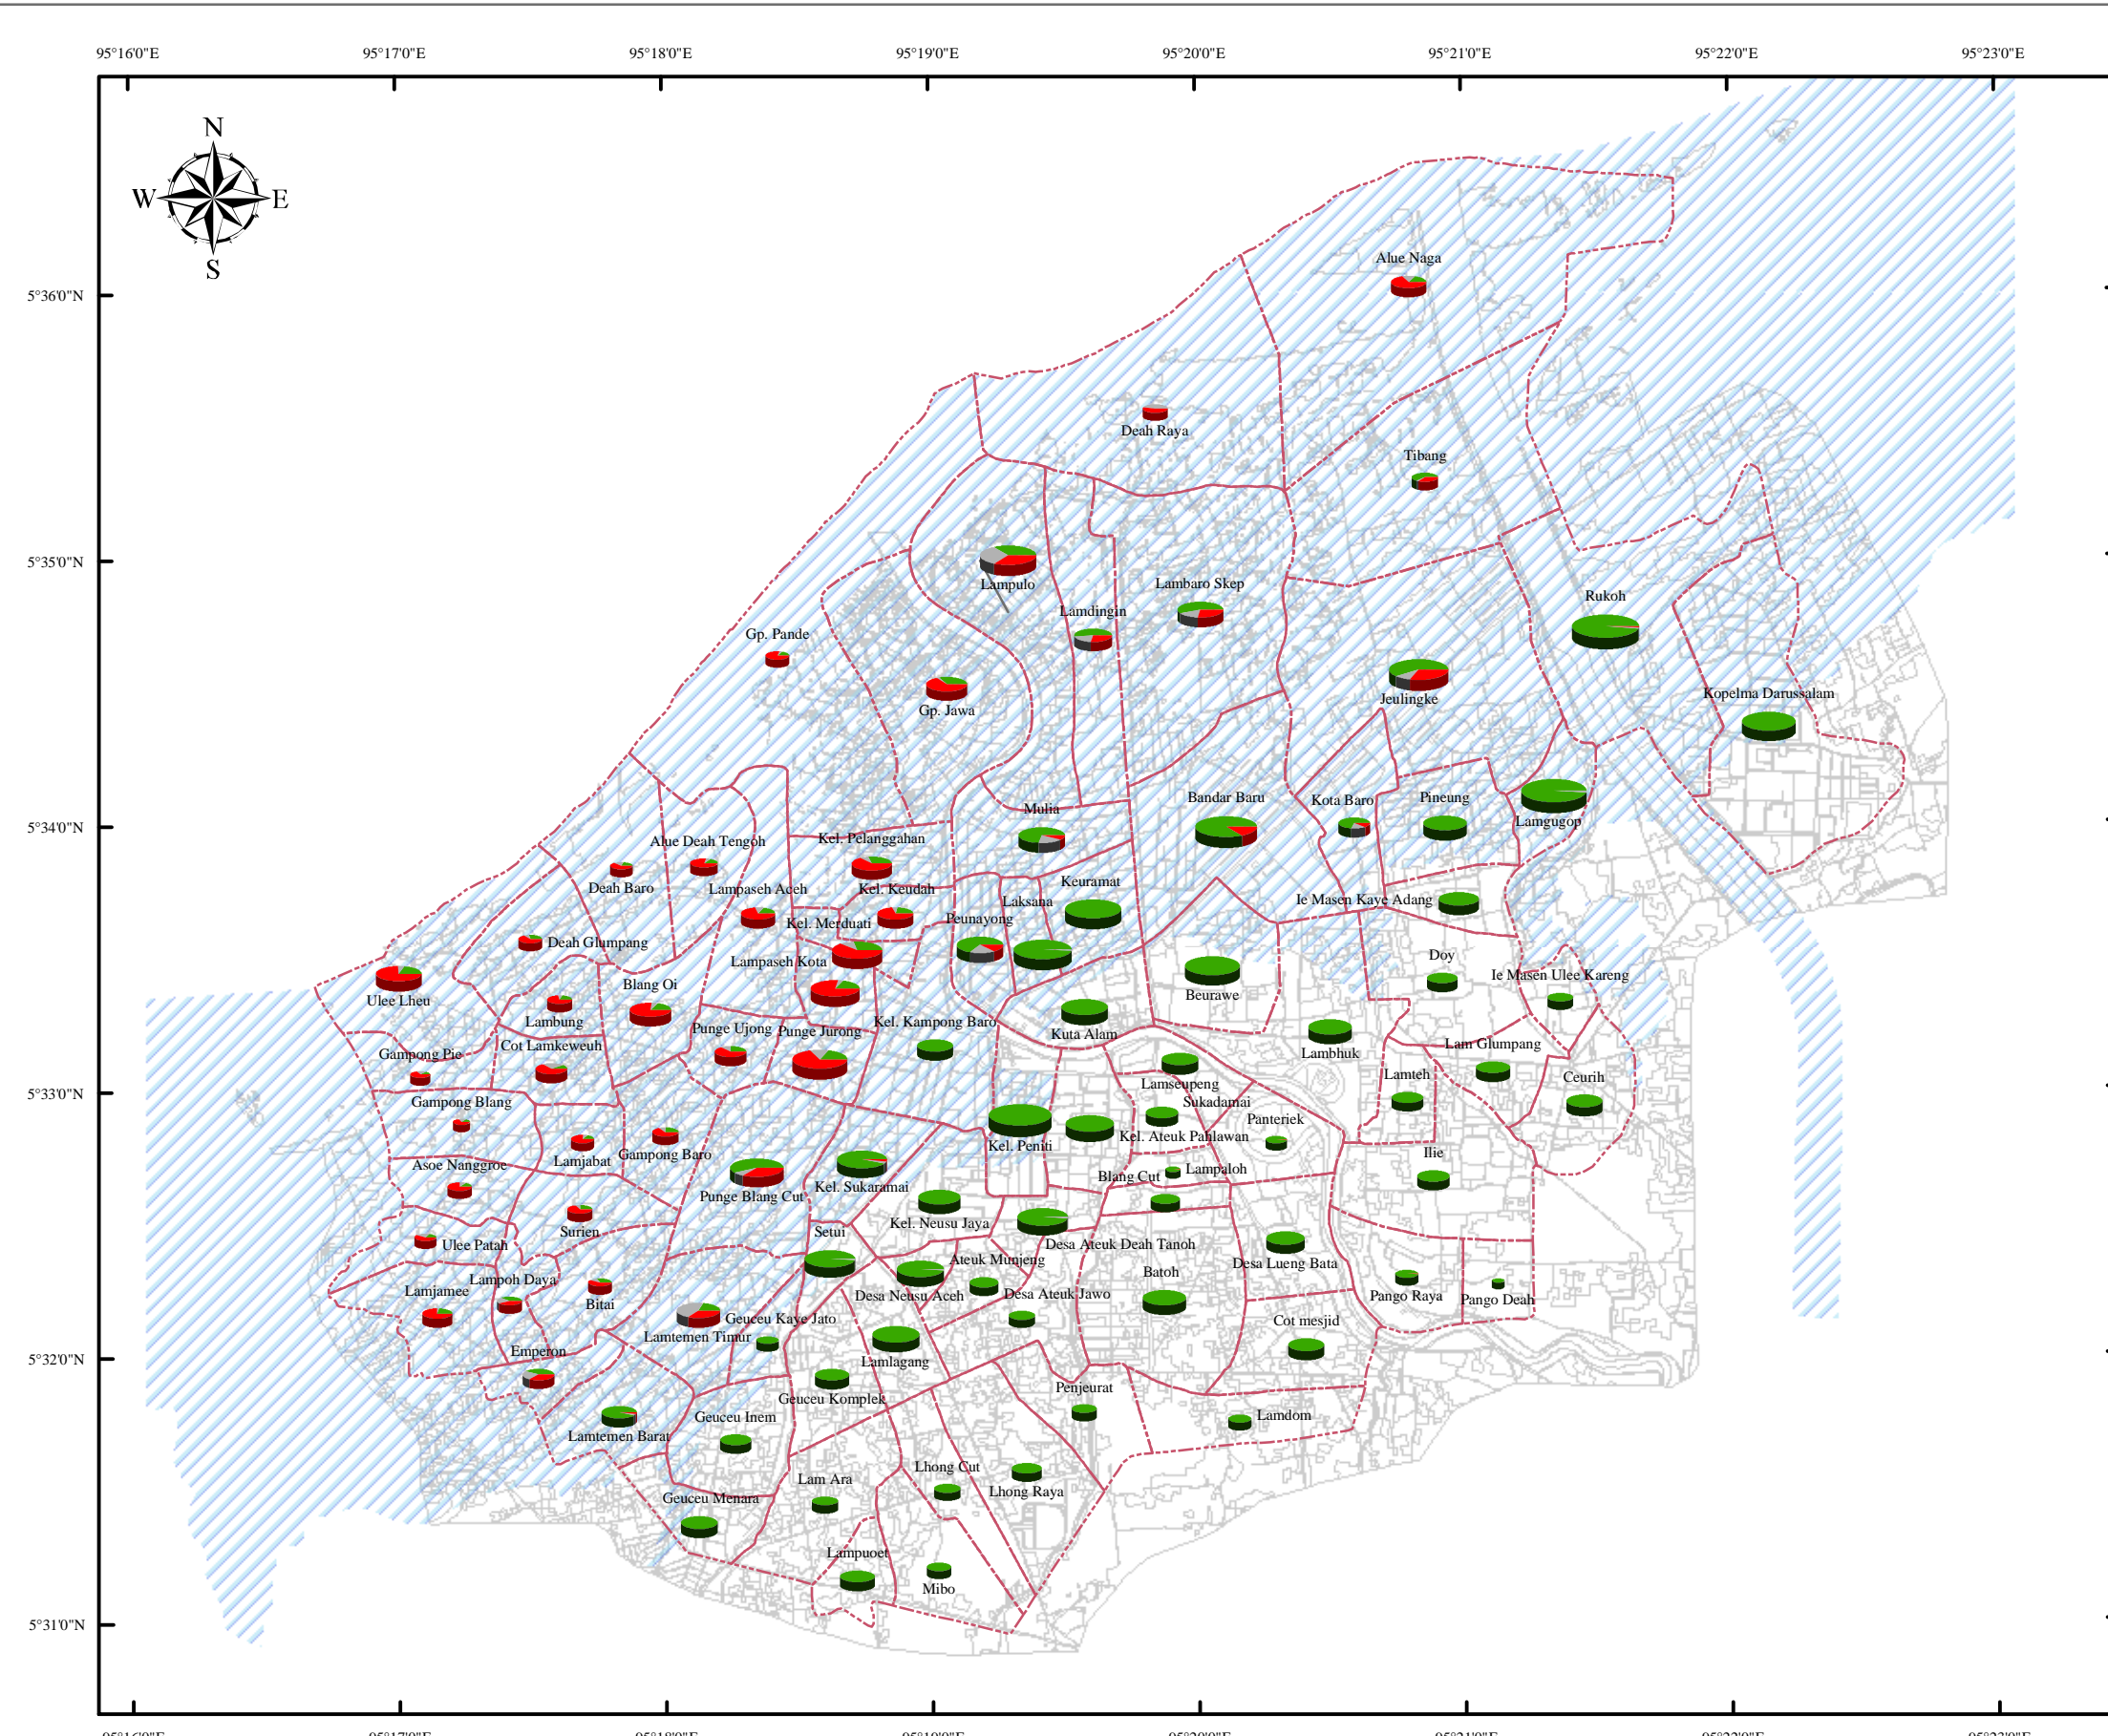 95°16'0"E 95°17'0"E 95°18'0"E 95°19'0"E 95°20'0"E 95°21'0"E 95°22'0"E 95°23'0"E
N
W E
S
Alue Naga
5°36'0"N
Deah Raya
Tibang
5°35'0"N
Lampulo
Lambaro Skep
Rukoh
Lamdingin
Gp. Pande
Kopelma Darussalam
Jeulingke
Gp. Jawa
Bandar Baru
Pineung
Kota Baro
Mulia
Lamgugop
5°34'0"N
Kel. Pelanggahan
Alue Deah Tengoh
Keuramat
Deah Baro
Lampaseh Aceh
Kel. Keudah
Ie Masen Kaye Adang
Laksana
Peunayong
Kel. Merduati
Deah Glumpang
Doy
Lampaseh Kota
Ie Masen Ulee Kareng
Blang Oi
Beurawe
Ulee Lheu
Lambung
Kel. Kampong Baro
Punge Ujong
Punge Jurong
Kuta Alam
Cot Lamkeweuh
Lam Glumpang
Gampong Pie
Lambhuk
Lamteh
Ceurih
Lamseupeng
5°33'0"N
Gampong Blang
Sukadamai
Panteriek
Kel. Ateuk Pahlawan
Kel. Peniti
Gampong Baro
Ilie
Lamjabat
Asoe Nanggroe
Lampaloh
Blang Cut
Kel. Sukaramai
Punge Blang Cut
Kel. Neusu Jaya
Surien
Setui
Ulee Patah
Desa Ateuk Deah Tanoh
Ateuk Munjeng
Desa Lueng Bata
Batoh
Lampoh Daya
Lamjamee
Desa Ateuk Jawo
Desa Neusu Aceh
Pango Raya
Pango Deah
Bitai
Geuceu Kaye Jato
Cot mesjid
Lamtemen Timur
Emperon
5°32'0"N
Lamlagang
Penjeurat
Geuceu Komplek
Lamdom
Geuceu Inem
Lamtemen Barat
Lhong Cut
Lam Ara
Lhong Raya
Geuceu Menara
Lampuoet
Mibo
5°31'0"N